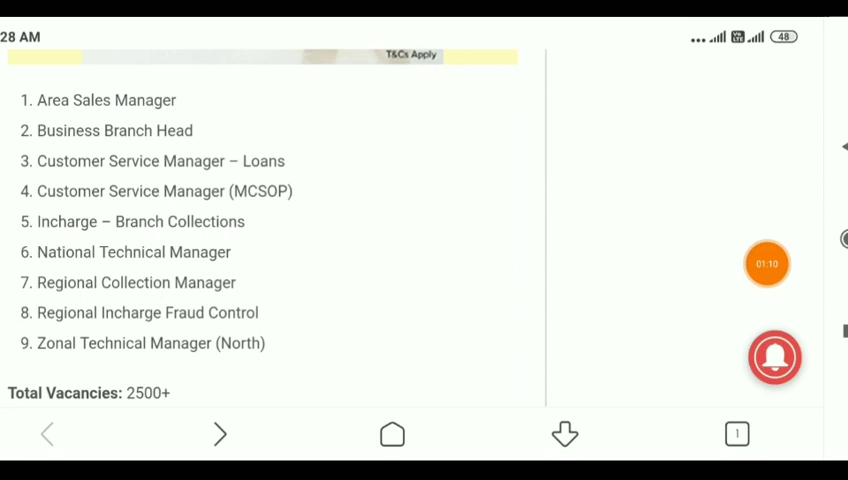 28 AM
48
T&Cs Apply
1. Area Sales Manager
2. Business Branch Head
3. Customer Service Manager – Loans
4. Customer Service Manager (MCSOP)
5. Incharge – Branch Collections
6. National Technical Manager
7. Regional Collection Manager
8. Regional Incharge Fraud Control
9. Zonal Technical Manager (North)
01:10
Total Vacancies: 2500+
1